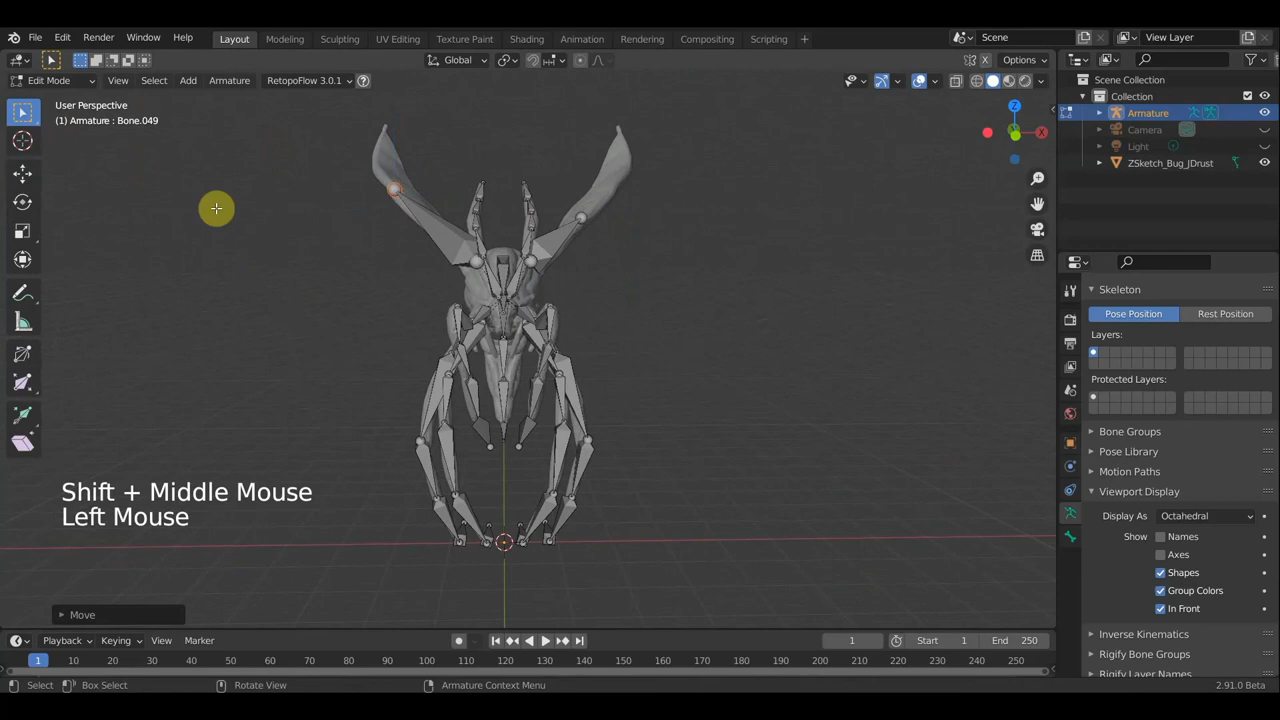 File Edit Render Window Help Layout Modeling Sculpting UV Editing Texture Paint Shading Animation Rendering Compositing Scripting + Scene View Layer
Global Options
Edit Mode View Select Add Armature RetopoFlow 3.0.1
User Perspective
(1) Armature : Bone.049
Z
X
Scene Collection
Collection
Armature
Camera
Light
ZSketch_Bug_JDrust
Skeleton
Pose Position Rest Position
Layers:
Protected Layers:
Bone Groups
Pose Library
Motion Paths
Viewport Display
Display As Octahedral
Show Names
Axes
Shapes
Group Colors
In Front
Inverse Kinematics
Rigify Bone Groups
Rigify Layer Names
Shift + Middle Mouse
Left Mouse
Move
Playback Keying View Marker 1 Start 1 End 250
1 10 20 30 40 50 60 70 80 90 100 110 120 130 140 150 160 170 180 190 200 210 220 230 240 250
Select Box Select Rotate View Armature Context Menu 2.91.0 Beta